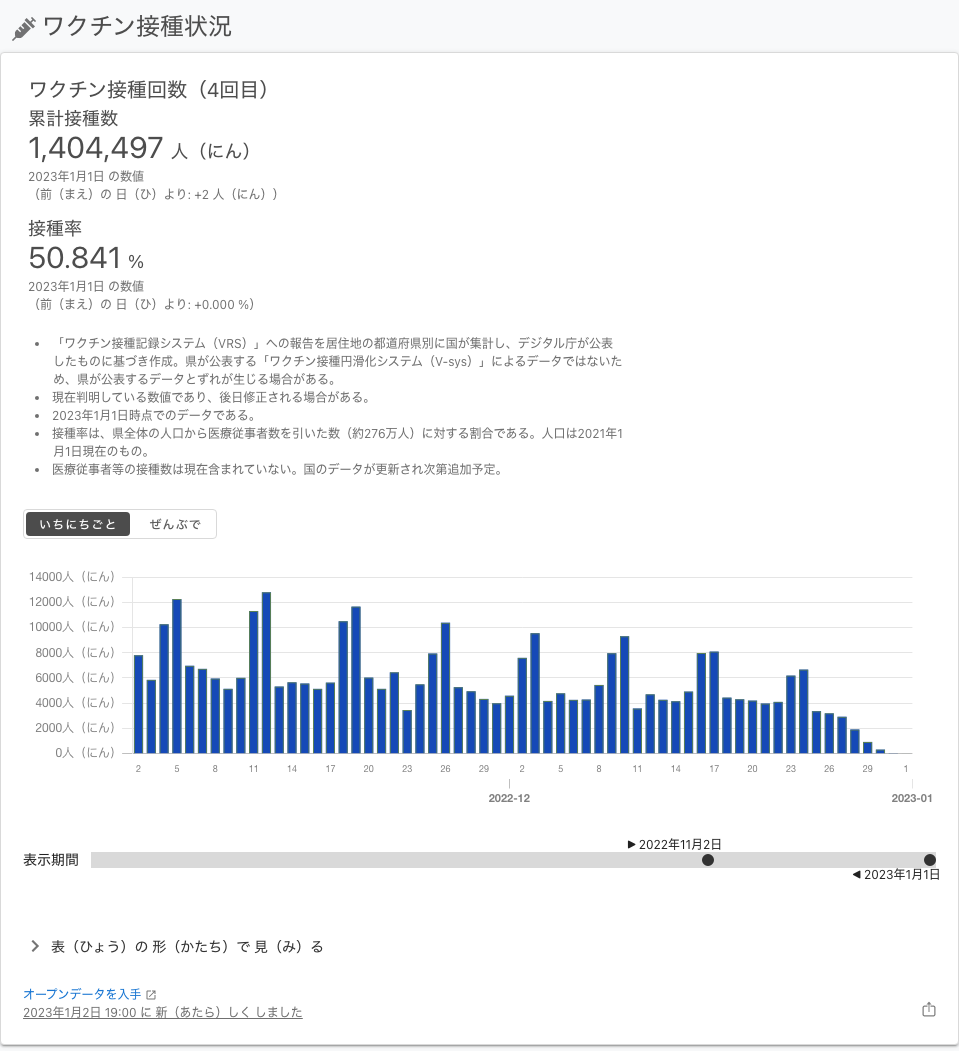 ワクチン接種状況
ワクチン接種回数（4回目）
累計接種数
1,404,497 人（にん）
2023年1月1日 の数値
（前（まえ）の 日（ひ）より: +2 人（にん））
接種率
50.841 %
2023年1月1日 の数値
（前（まえ）の 日（ひ）より: +0.000 %）
• 「ワクチン接種記録システム（VRS）」への報告を居住地の都道府県別に国が集計し、デジタル庁が公表
したものに基づき作成。県が公表する「ワクチン接種円滑化システム（V-sys）」によるデータではないた
め、県が公表するデータとずれが生じる場合がある。
• 現在判明している数値であり、後日修正される場合がある。
• 2023年1月1日時点でのデータである。
• 接種率は、県全体の人口から医療従事者数を引いた数（約276万人）に対する割合である。人口は2021年1
月1日現在のもの。
• 医療従事者等の接種数は現在含まれていない。国のデータが更新され次第追加予定。
いちにちごと ぜんぶで
14000人（にん）
12000人（にん）
10000人（にん）
8000人（にん）
6000人（にん）
4000人（にん）
2000人（にん）
0人（にん）
2 5 8 11 14 17 20 23 26 29 2 5 8 11 14 17 20 23 26 29 1
2022-12 2023-01
▶ 2022年11月2日
表示期間
◀ 2023年1月1日
表（ひょう）の 形（かたち）で 見（み）る
オープンデータを入手
2023年1月2日 19:00 に 新（あたら）しく しました